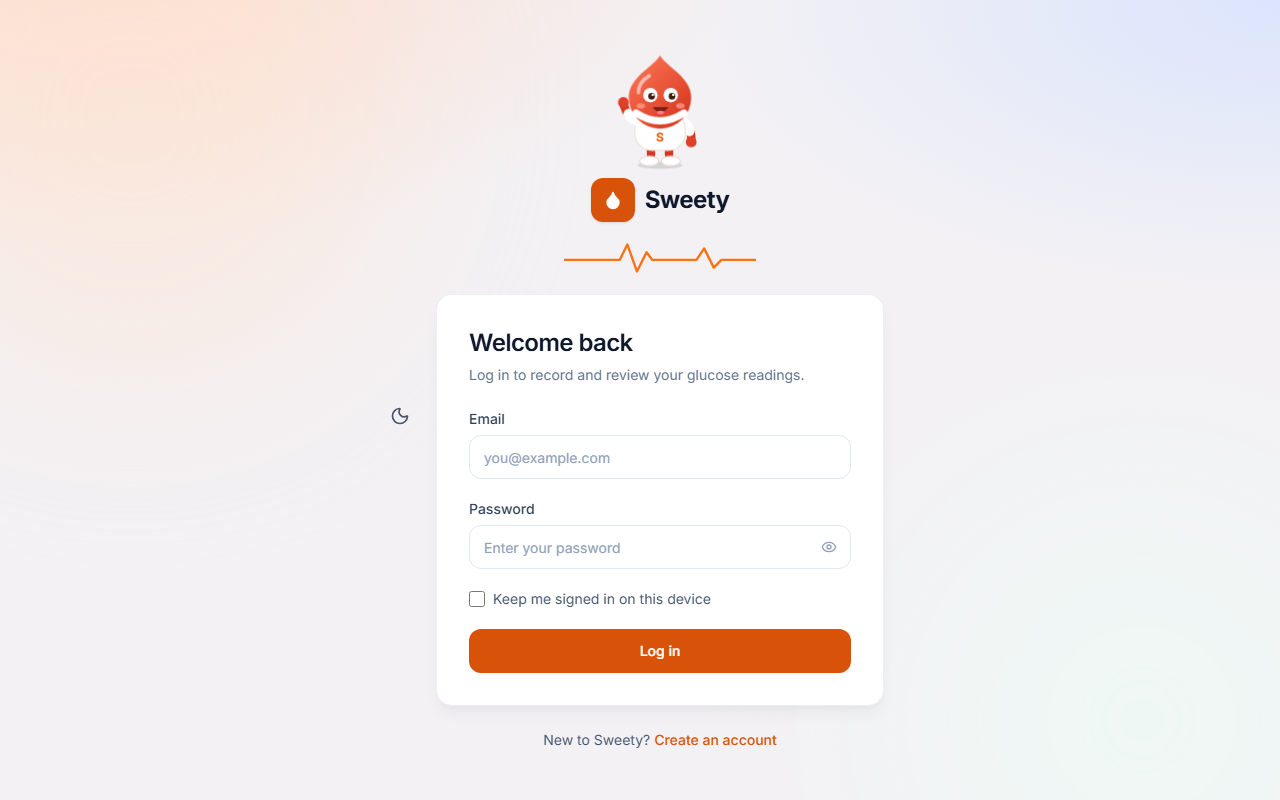 S
Sweety
Welcome back
Log in to record and review your glucose readings.
Email
you@example.com
Password
Enter your password
Keep me signed in on this device
Log in
New to Sweety? Create an account